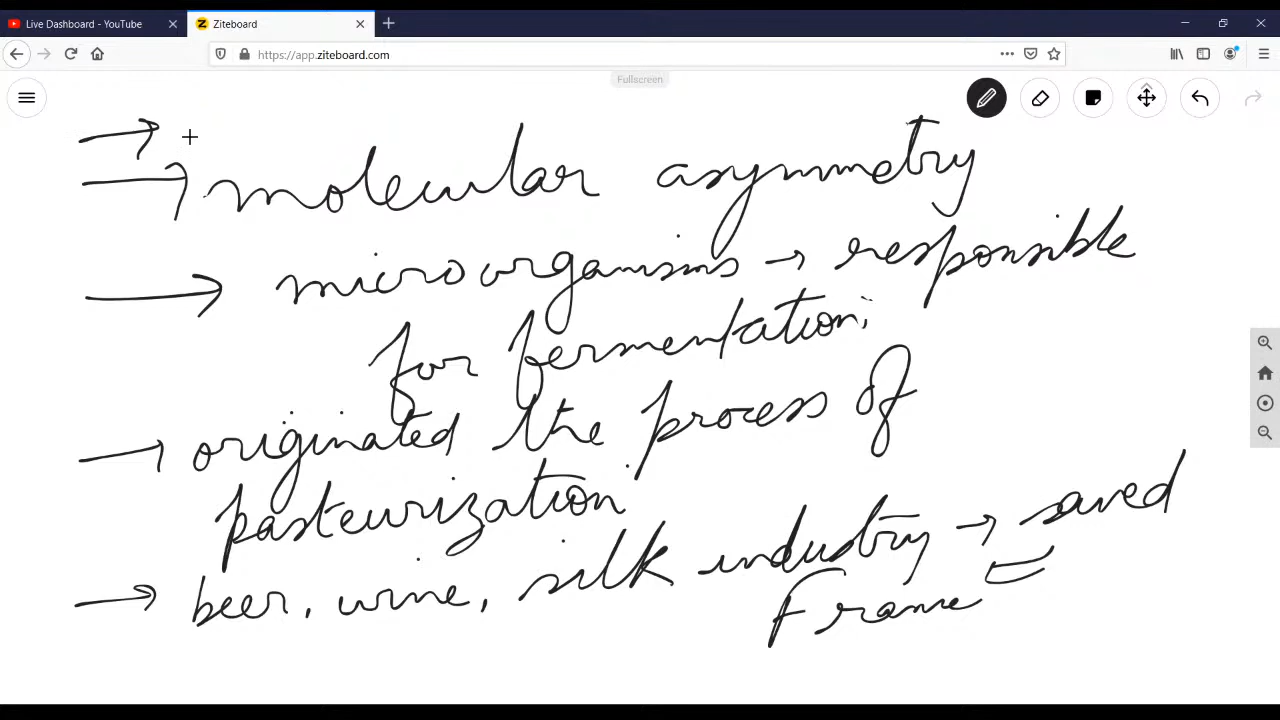 Live Dashboard - YouTube
Ziteboard
https://app.ziteboard.com
Fullscreen
→
→ molecular asymmetry
→ microorganisms → responsible
for fermentation;
→ originated the process of
pasteurization
→ beer, wine, silk industry → saved
France